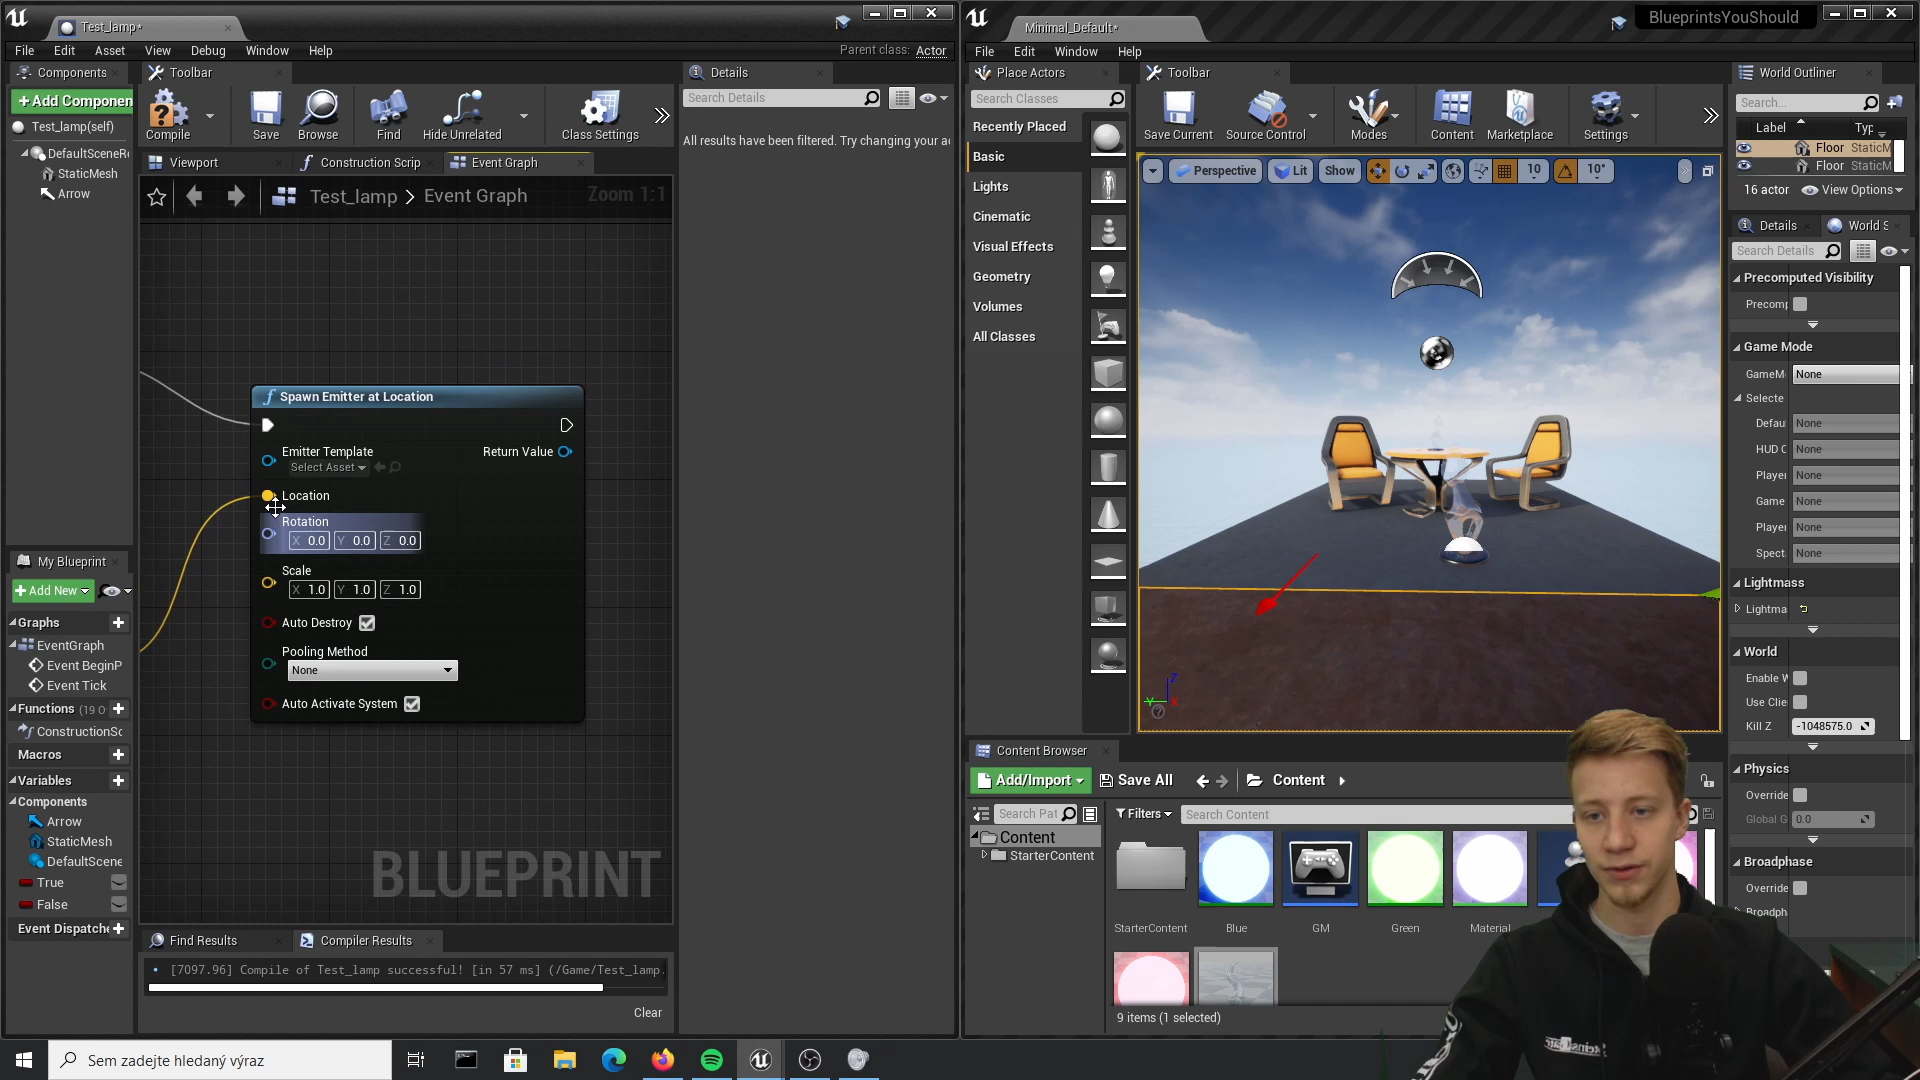 Test_lamp*
File Edit Asset View Debug Window Help
Parent class: Actor
Components
+Add Componen
Test_lamp(self)
DefaultSceneRo
StaticMesh
Arrow
Toolbar
Compile
Save
Browse
Find
Hide Unrelated
Class Settings
Details
Search Details
All results have been filtered. Try changing your ac
Viewport
Construction Scrip
Event Graph
Test_lamp > Event Graph
Zoom 1:1
Spawn Emitter at Location
Emitter Template
Select Asset
Return Value
Location
Rotation
X 0.0 Y 0.0 Z 0.0
Scale
X 1.0 Y 1.0 Z 1.0
Auto Destroy
Pooling Method
None
Auto Activate System
BLUEPRINT
My Blueprint
+Add New
Graphs
EventGraph
Event BeginP
Event Tick
Functions (19 O
ConstructionSc
Macros
Variables
Components
Arrow
StaticMesh
DefaultScene
True
False
Event Dispatche
Find Results
Compiler Results
[7097.96] Compile of Test_lamp successful! [in 57 ms] (/Game/Test_lamp.
Clear
Minimal_Default*
BlueprintsYouShould
File Edit Window Help
Place Actors
Search Classes
Recently Placed
Basic
Lights
Cinematic
Visual Effects
Geometry
Volumes
All Classes
Toolbar
Save Current
Source Control
Modes
Content
Marketplace
Settings
Perspective
Lit
Show
10
10°
Z
Y
World Outliner
Search...
Label
Typ
Floor StaticM
Floor StaticM
16 actor
View Options
Details
World S
Search Details
Precomputed Visibility
Precomp
Game Mode
GameM None
Selecte
Defau None
HUD C None
Player None
Game None
Player None
Spect None
Lightmass
Lightma
World
Enable W
Use Clie
Kill Z -1048575.0
Physics
Override
Global G 0.0
Broadphase
Override
Broadph
Content Browser
Add/Import
Save All
Content
Search Pat
Filters
Search Content
Content
StarterContent
StarterContent
Blue
GM
Green
Material
9 items (1 selected)
Sem zadejte hledaný výraz